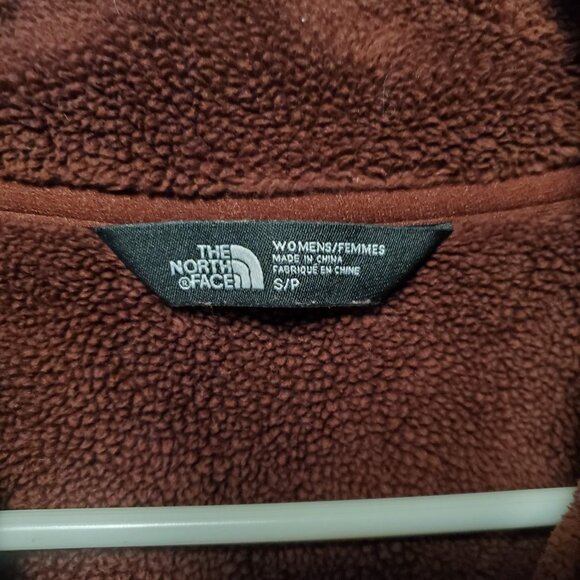 THE
NORTH
®FACE
WOMENS/FEMMES
MADE IN CHINA
FABRIQUÉ EN CHINE
S/P